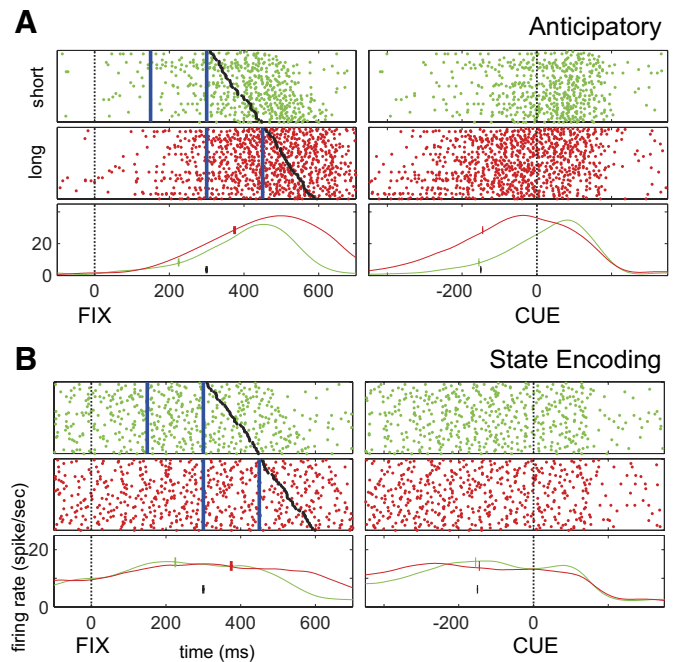 A
Anticipatory
short
long
20
0
0 200 400 600
-200 0
FIX
CUE
B
State Encoding
firing rate (spike/sec)
20
0
0 200 400 600
-200 0
FIX
time (ms)
CUE